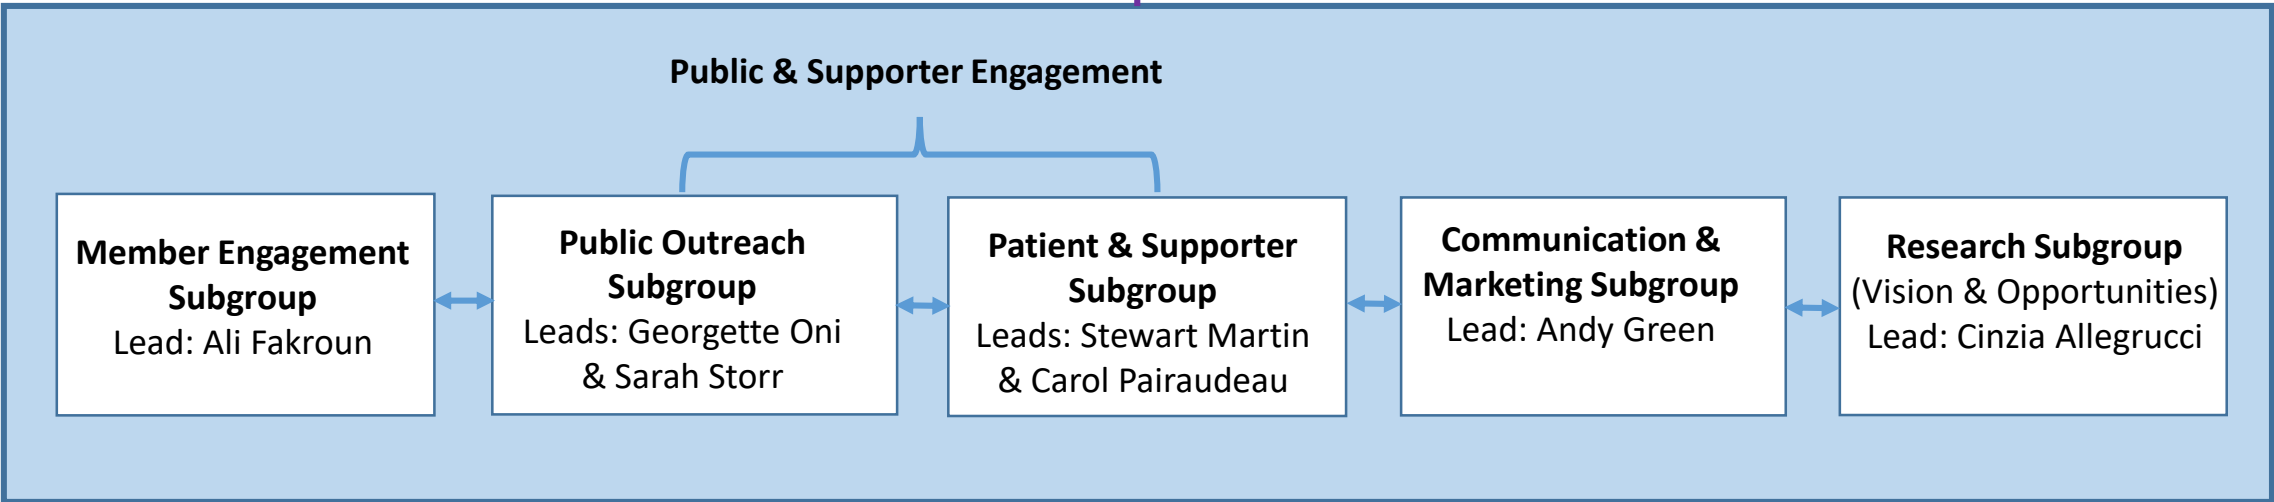 Public & Supporter Engagement
Member Engagement
Subgroup
Lead: Ali Fakroun
Public Outreach
Subgroup
Leads: Georgette Oni
& Sarah Storr
Patient & Supporter
Subgroup
Leads: Stewart Martin
& Carol Pairaudeau
Communication &
Marketing Subgroup
Lead: Andy Green
Research Subgroup
(Vision & Opportunities)
Lead: Cinzia Allegrucci